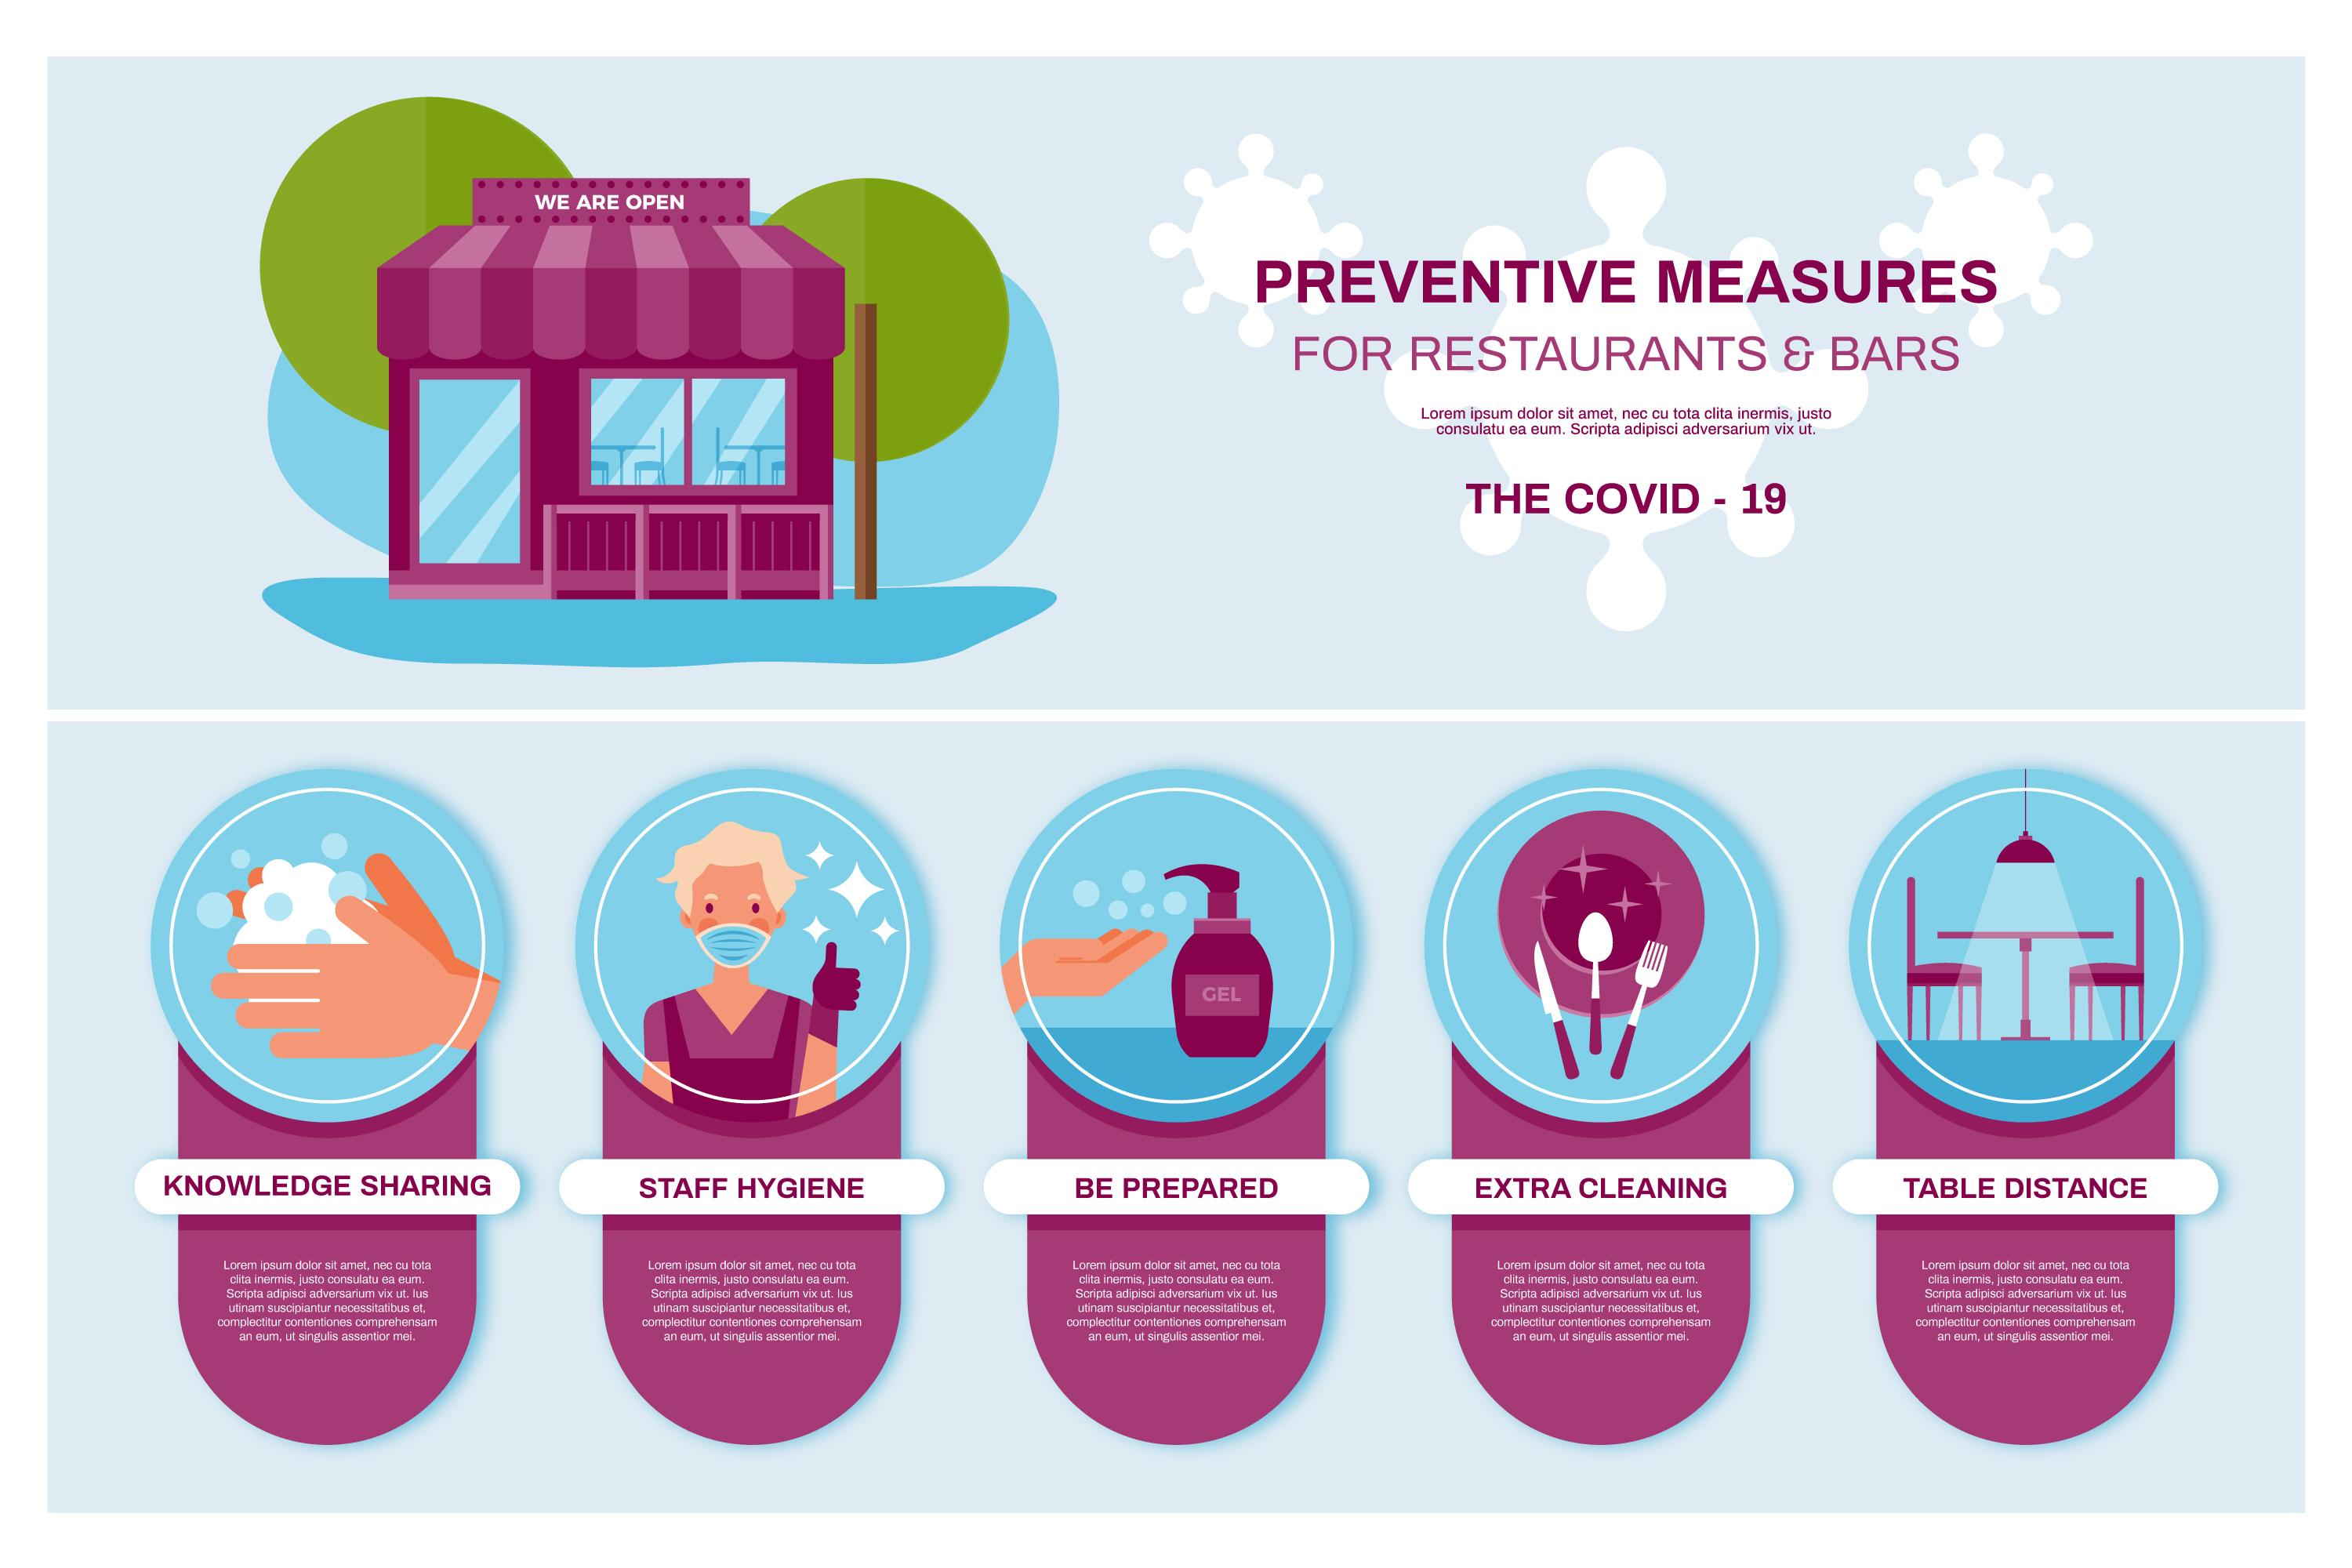 WE ARE OPEN
PREVENTIVE MEASURES
FOR RESTAURANTS & BARS
Lorem ipsum dolor sit amet, nec cu tota clita inermis, justo
consulatu ea eum. Scripta adipisci adversarium vix ut.
THE COVID - 19
GEL
KNOWLEDGE SHARING
Lorem ipsum dolor sit amet, nec cu tota
clita inermis, justo consulatu ea eum.
Scripta adipisci adversarium vix ut. Ius
utinam suscipiantur necessitatibus et,
complectitur contentiones comprehensam
an eum, ut singulis assentior mei.
STAFF HYGIENE
Lorem ipsum dolor sit amet, nec cu tota
clita inermis, justo consulatu ea eum.
Scripta adipisci adversarium vix ut. Ius
utinam suscipiantur necessitatibus et,
complectitur contentiones comprehensam
an eum, ut singulis assentior mei.
BE PREPARED
Lorem ipsum dolor sit amet, nec cu tota
clita inermis, justo consulatu ea eum.
Scripta adipisci adversarium vix ut. Ius
utinam suscipiantur necessitatibus et,
complectitur contentiones comprehensam
an eum, ut singulis assentior mei.
EXTRA CLEANING
Lorem ipsum dolor sit amet, nec cu tota
clita inermis, justo consulatu ea eum.
Scripta adipisci adversarium vix ut. Ius
utinam suscipiantur necessitatibus et,
complectitur contentiones comprehensam
an eum, ut singulis assentior mei.
TABLE DISTANCE
Lorem ipsum dolor sit amet, nec cu tota
clita inermis, justo consulatu ea eum.
Scripta adipisci adversarium vix ut. Ius
utinam suscipiantur necessitatibus et,
complectitur contentiones comprehensam
an eum, ut singulis assentior mei.